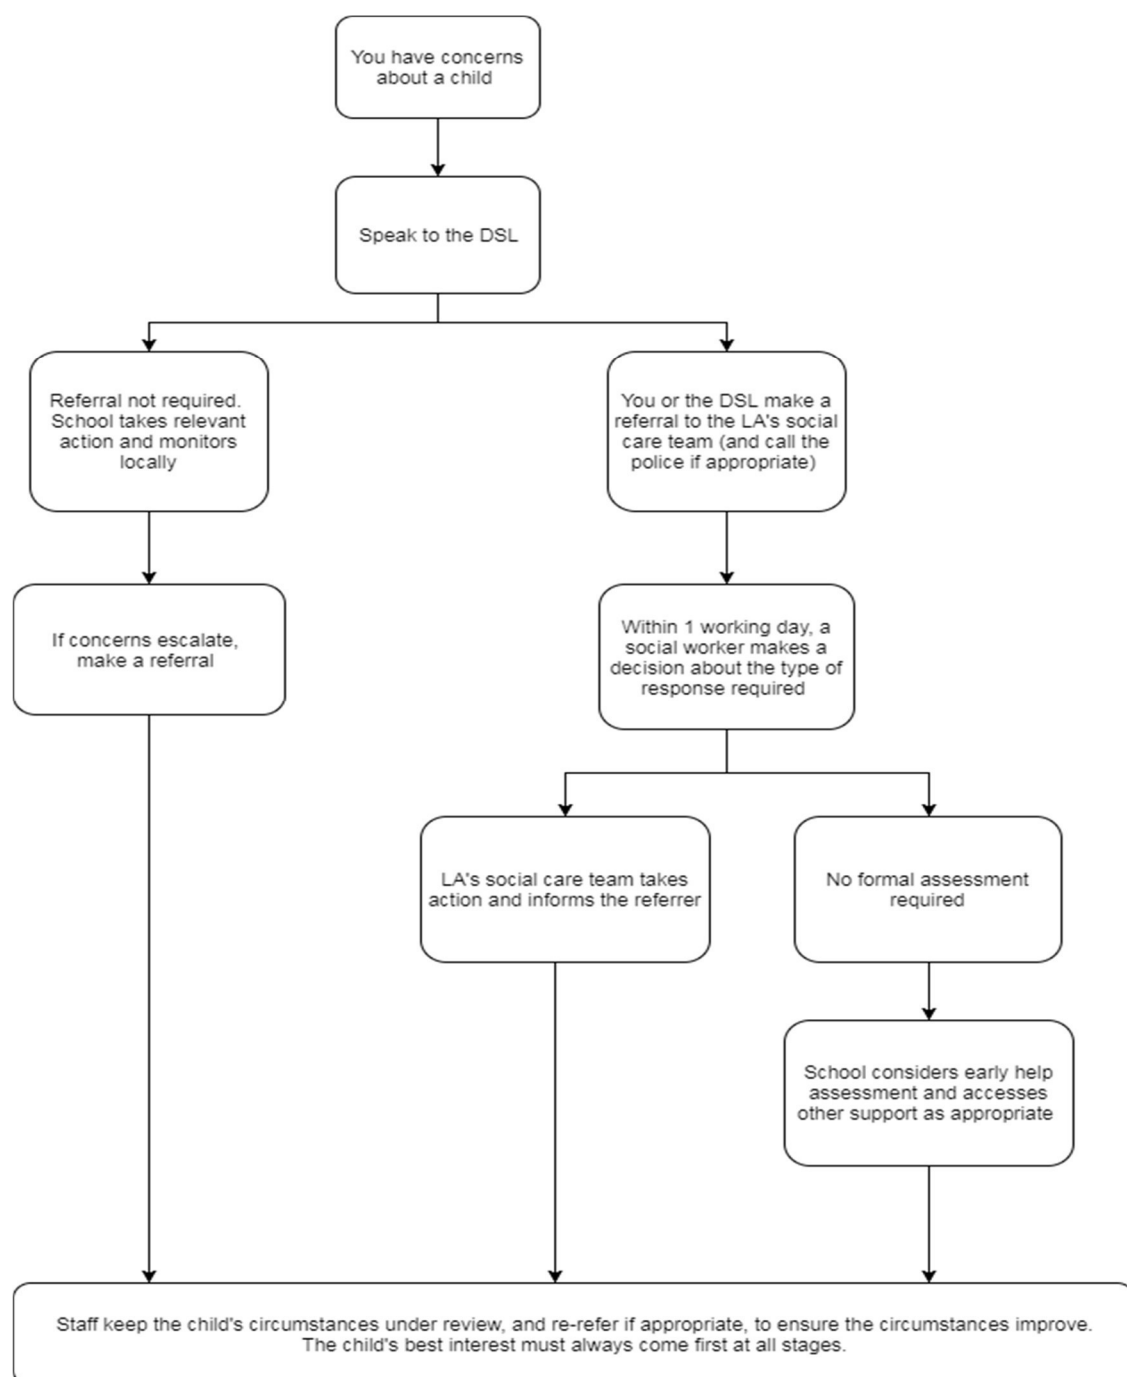 You have concerns
about a child
Speak to the DSL
Referral not required.
School takes relevant
action and monitors
locally
You or the DSL make a
referral to the LA's social
care team (and call the
police if appropriate)
If concerns escalate,
make a referral
Within 1 working day, a
social worker makes a
decision about the type of
response required
LA's social care team takes
action and informs the referrer
No formal assessment
required
School considers early help
assessment and accesses
other support as appropriate
Staff keep the child's circumstances under review, and re-refer if appropriate, to ensure the circumstances improve.
The child's best interest must always come first at all stages.